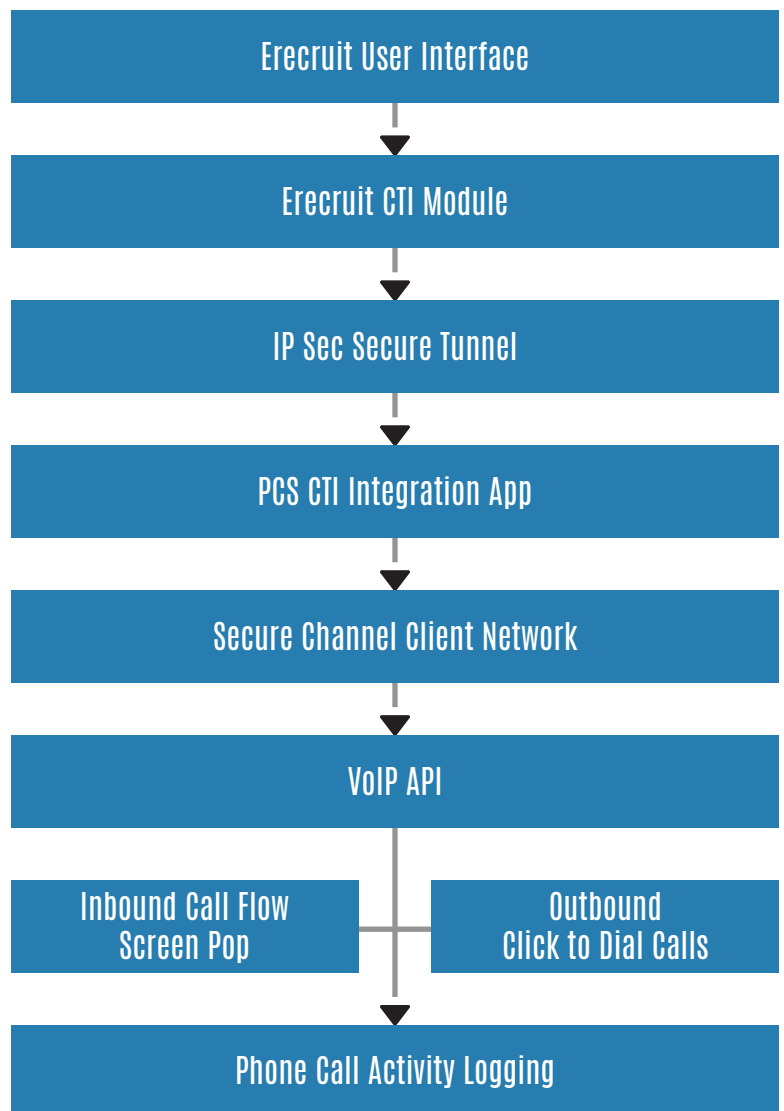 Erecruit User Interface
Erecruit CTI Module
IP Sec Secure Tunnel
PCS CTI Integration App
Secure Channel Client Network
VoIP API
Inbound Call Flow
Screen Pop
Outbound
Click to Dial Calls
Phone Call Activity Logging